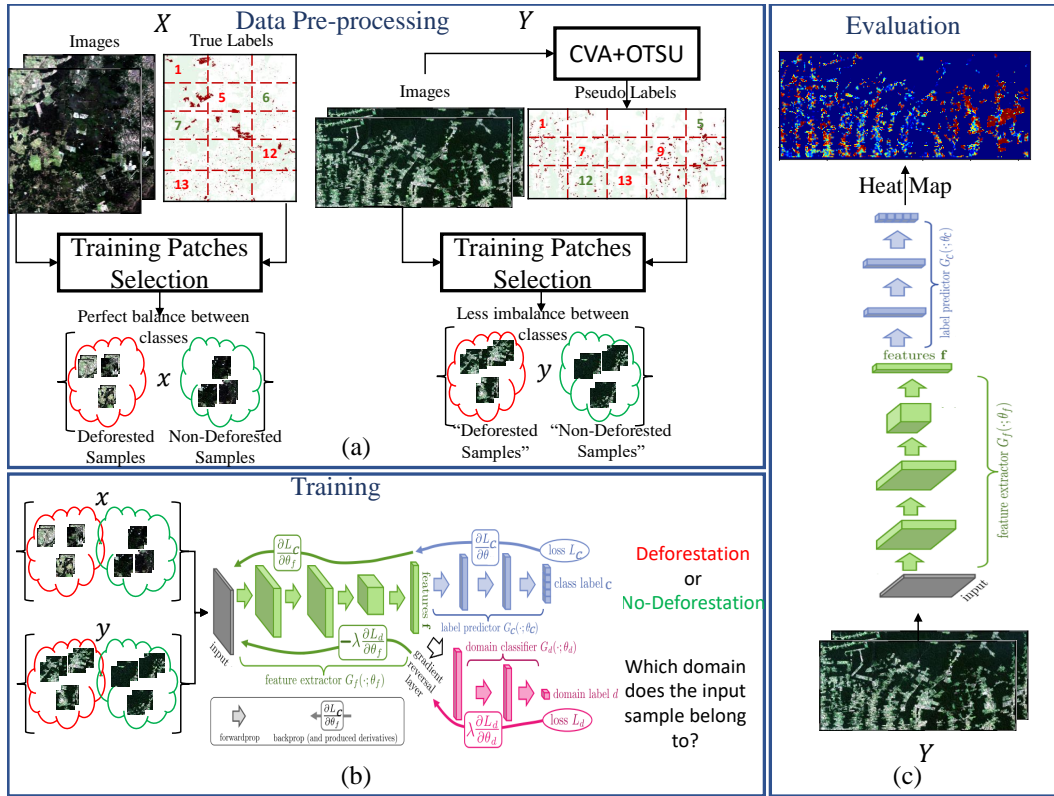 Data Pre-processing
X
Y
Images
True Labels
1
5
6
7
12
13
CVA+OTSU
Images
Pseudo Labels
1
5
7
9
12
13
Training Patches
Selection
Training Patches
Selection
Perfect balance between
classes
x
Deforested
Samples
Non-Deforested
Samples
Less imbalance between
classes
y
“Deforested
Samples”
“Non-Deforested
Samples”
(a)
Training
x
y
input
∂L_c/∂θ_f
features f
∂L_c/∂θ
loss L_c
class label c
label predictor G_c(·;θ_c)
−λ ∂L_d/∂θ_f
feature extractor G_f(·;θ_f)
gradient
reversal
layer
domain classifier G_d(·;θ_d)
domain label d
λ ∂L_d/∂θ_d
loss L_d
forwardprop
∂L_c/∂θ_f
backprop (and produced derivatives)
Deforestation
or
No-Deforestation
Which domain
does the input
sample belong
to?
(b)
Evaluation
Heat Map
label predictor G_c(·;θ_c)
features f
feature extractor G_f(·;θ_f)
input
Y
(c)